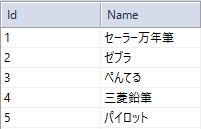 Id Name
1 セーラー万年筆
2 ゼブラ
3 ぺんてる
4 三菱鉛筆
5 パイロット